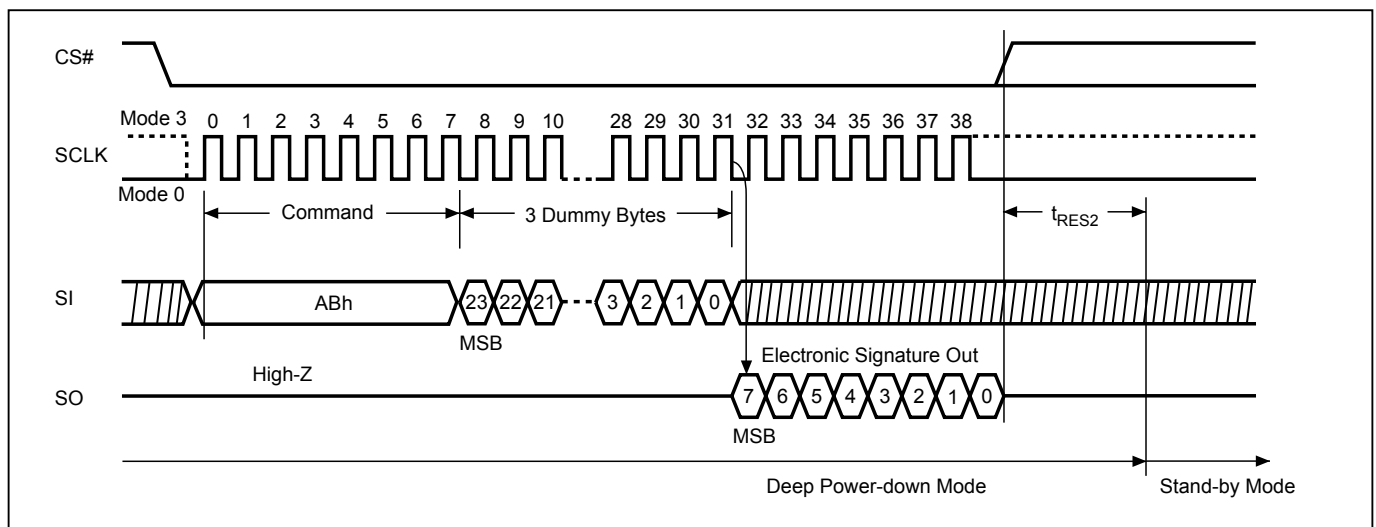 CS#
Mode 3 0 1 2 3 4 5 6 7 8 9 10 28 29 30 31 32 33 34 35 36 37 38
SCLK
Mode 0
Command 3 Dummy Bytes tRES2
SI ABh 23 22 21 3 2 1 0
MSB
Electronic Signature Out
High-Z
SO 7 6 5 4 3 2 1 0
MSB
Deep Power-down Mode Stand-by Mode